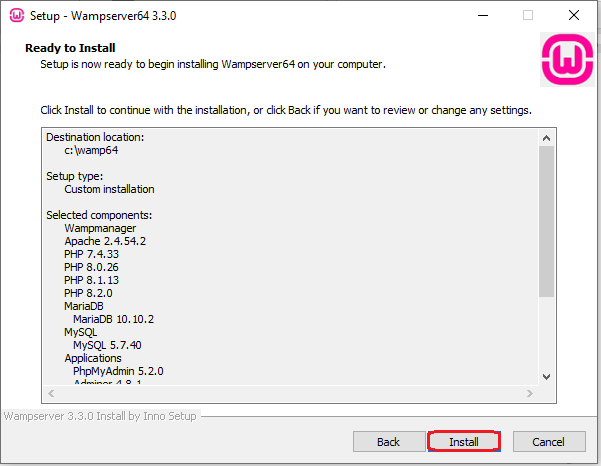 Setup - Wampserver64 3.3.0
Ready to Install
Setup is now ready to begin installing Wampserver64 on your computer.
Click Install to continue with the installation, or click Back if you want to review or change any settings.
Destination location:
c:\wamp64
Setup type:
Custom installation
Selected components:
Wampmanager
Apache 2.4.54.2
PHP 7.4.33
PHP 8.0.26
PHP 8.1.13
PHP 8.2.0
MariaDB
MariaDB 10.10.2
MySQL
MySQL 5.7.40
Applications
PhpMyAdmin 5.2.0
Adminer 4.8.1
Wampserver 3.3.0 Install by Inno Setup
Back
Install
Cancel